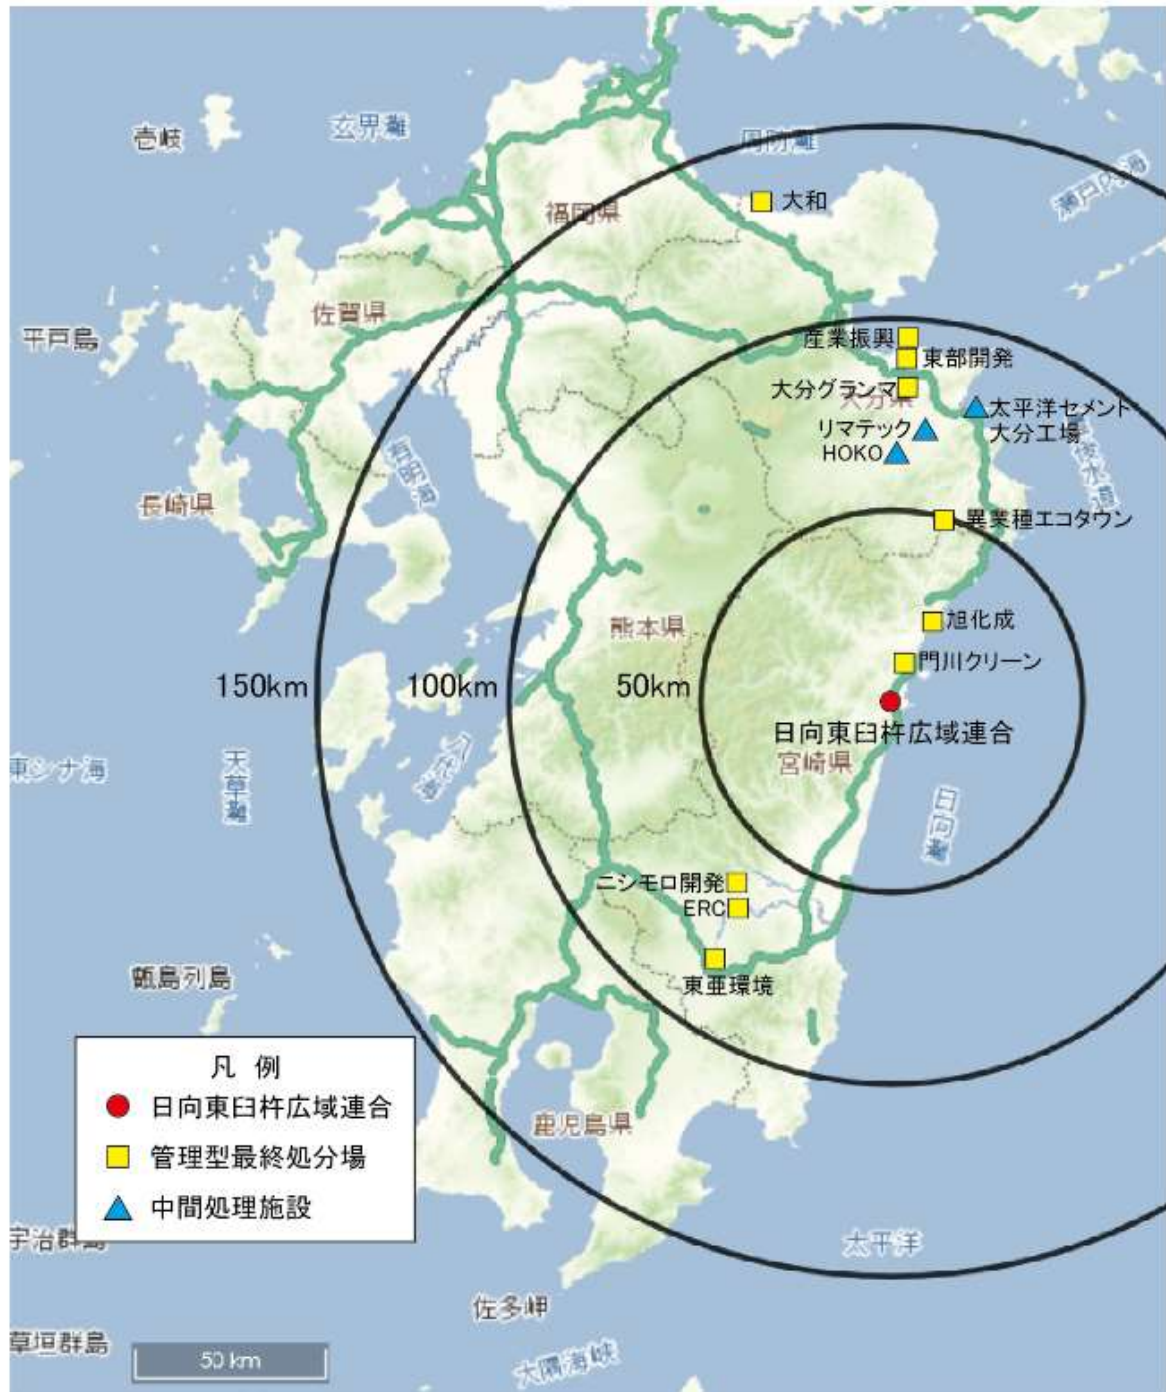 玄界灘
壱岐
周防灘
瀬戸内海
大和
福岡県
佐賀県
平戸島
産業振興
東部開発
大分グランマ
大分県
太平洋セメント
大分工場
リマテック
HOKO
有明海
豊後水道
長崎県
異業種エコタウン
旭化成
熊本県
門川クリーン
150km
100km
50km
日向東臼杵広域連合
宮崎県
八代海
東シナ海
天草灘
日向灘
ニシモロ開発
ERC
東亜環境
甑島列島
凡 例
日向東臼杵広域連合
管理型最終処分場
中間処理施設
鹿児島県
宇治群島
太平洋
佐多岬
草垣群島
50 km
大隅海峡